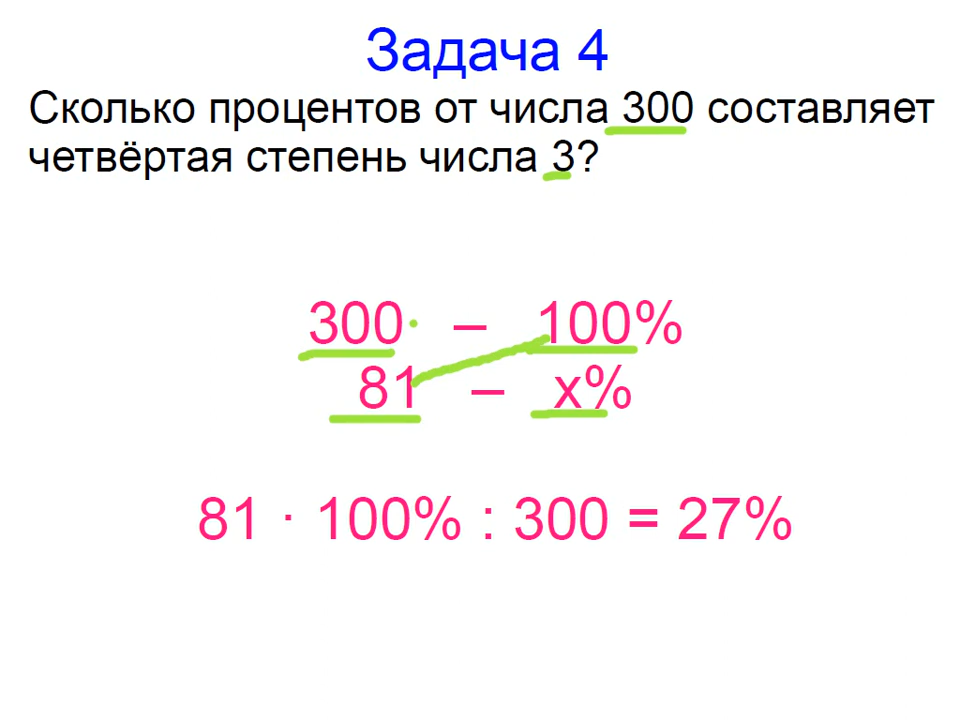 Задача 4
Сколько процентов от числа 300 составляет
четвёртая степень числа 3?
300 – 100%
81 – x%
81 · 100% : 300 = 27%